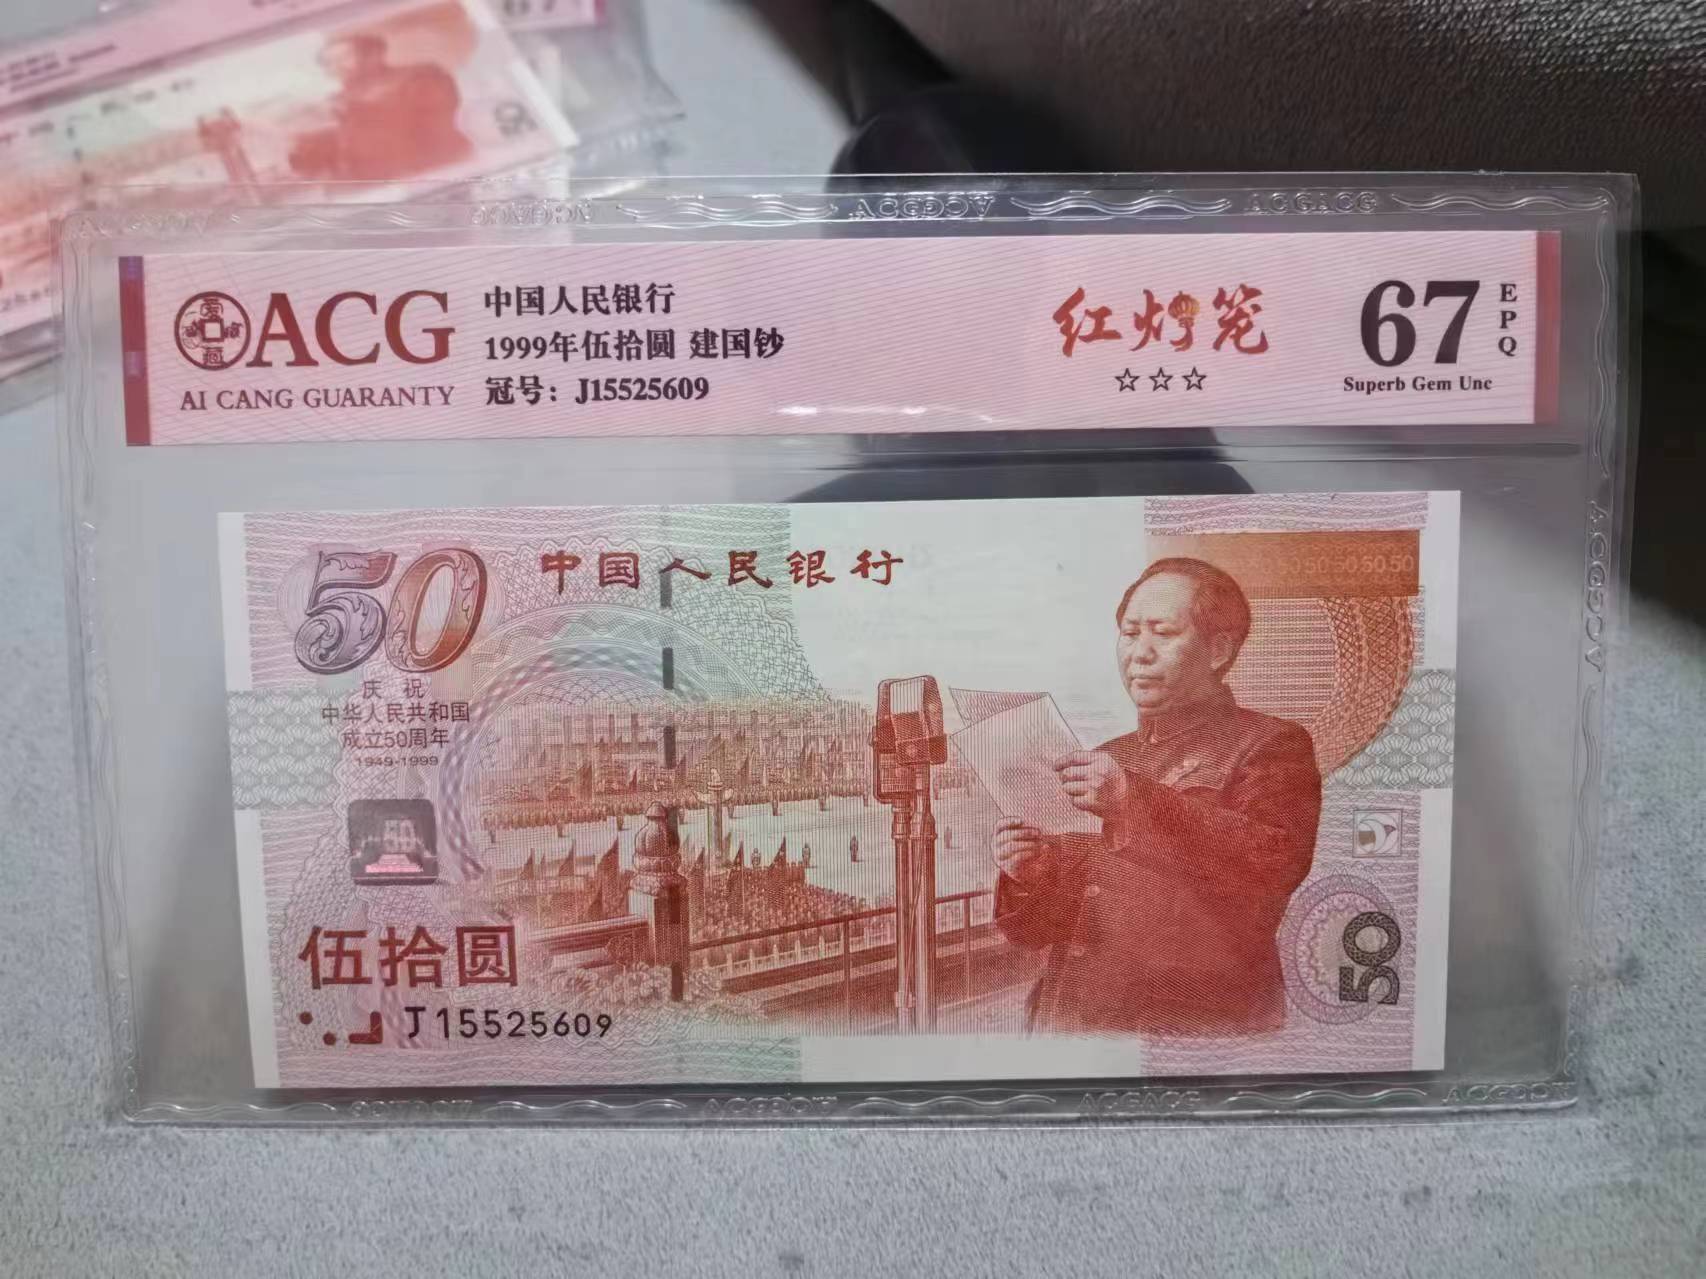 ACG
AI CANG GUARANTY
中国人民银行
1999年伍拾圆 建国钞
冠号：J15525609
红灯笼
☆☆☆
67
EPQ
Superb Gem Unc
50
中国人民银行
5050505050
庆祝
中华人民共和国
成立50周年
1949-1999
伍拾圆
J15525609
50